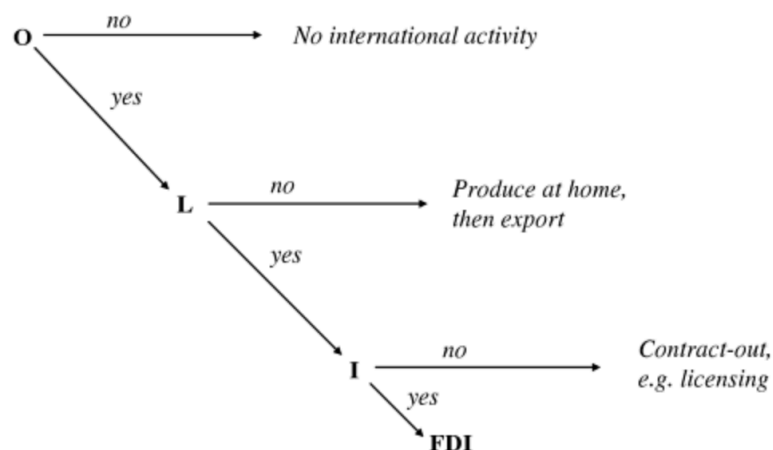 no
O
No international activity
yes
no
L
Produce at home,
then export
yes
no
I
Contract-out,
e.g. licensing
yes
FDI